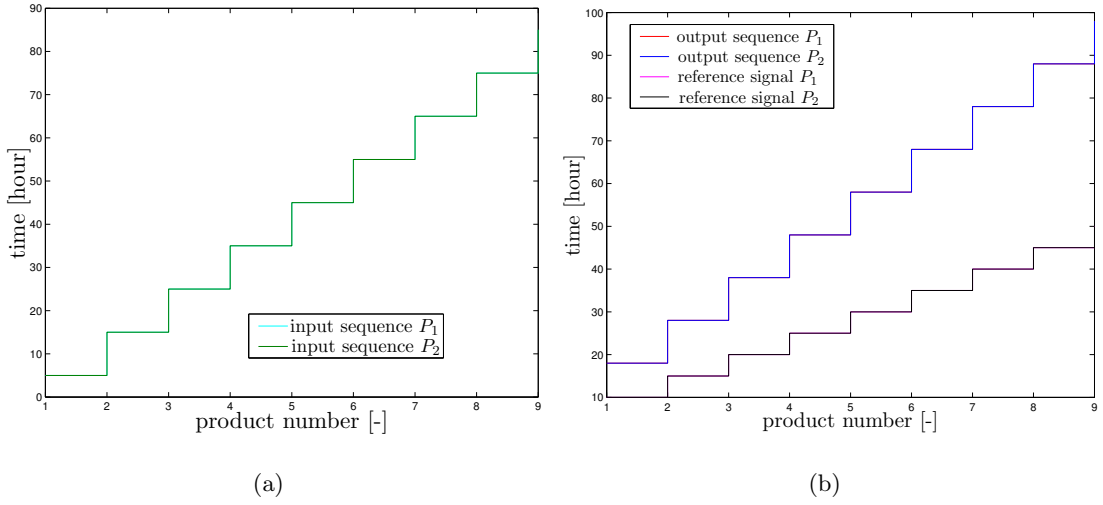 90
80
70
60
50
40
30
20
10
0
time [hour]
input sequence P1
input sequence P2
1 2 3 4 5 6 7 8 9
product number [-]
(a)
100
90
80
70
60
50
40
30
20
10
time [hour]
output sequence P1
output sequence P2
reference signal P1
reference signal P2
1 2 3 4 5 6 7 8 9
product number [-]
(b)